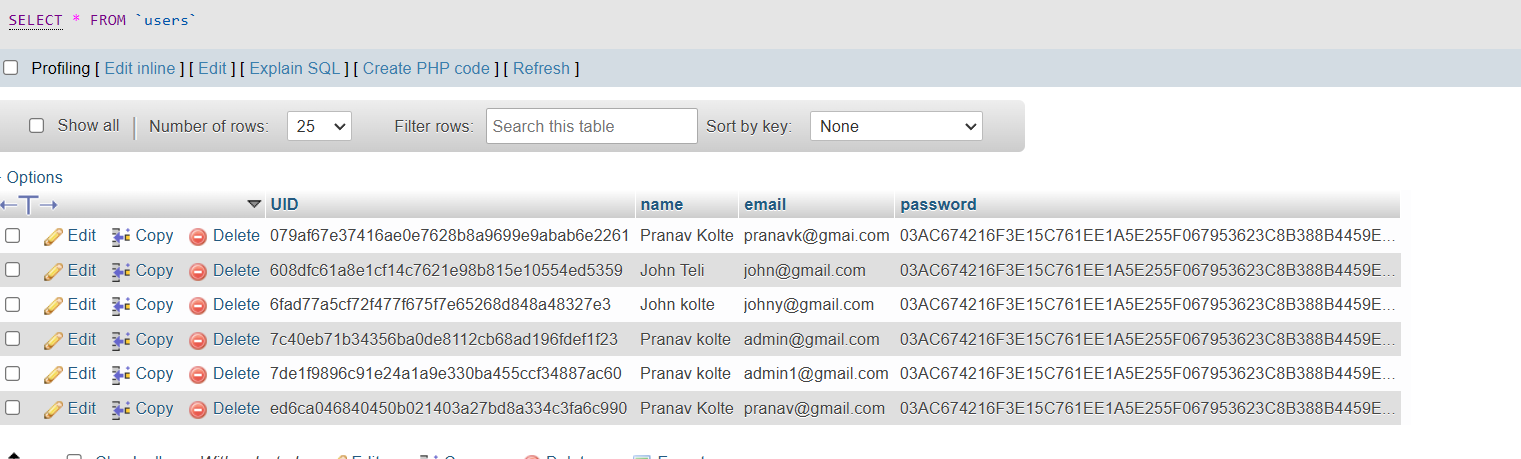 SELECT * FROM `users`
Profiling [ Edit inline ] [ Edit ] [ Explain SQL ] [ Create PHP code ] [ Refresh ]
Show all Number of rows: 25 Filter rows: Search this table Sort by key: None
Options
←T→ UID name email password
Edit Copy Delete 079af67e37416ae0e7628b8a9699e9abab6e2261 Pranav Kolte pranavk@gmai.com 03AC674216F3E15C761EE1A5E255F067953623C8B388B4459E...
Edit Copy Delete 608dfc61a8e1cf14c7621e98b815e10554ed5359 John Teli john@gmail.com 03AC674216F3E15C761EE1A5E255F067953623C8B388B4459E...
Edit Copy Delete 6fad77a5cf72f477f675f7e65268d848a48327e3 John kolte johny@gmail.com 03AC674216F3E15C761EE1A5E255F067953623C8B388B4459E...
Edit Copy Delete 7c40eb71b34356ba0de8112cb68ad196fdef1f23 Pranav kolte admin@gmail.com 03AC674216F3E15C761EE1A5E255F067953623C8B388B4459E...
Edit Copy Delete 7de1f9896c91e24a1a9e330ba455ccf34887ac60 Pranav kolte admin1@gmail.com 03AC674216F3E15C761EE1A5E255F067953623C8B388B4459E...
Edit Copy Delete ed6ca046840450b021403a27bd8a334c3fa6c990 Pranav Kolte pranav@gmail.com 03AC674216F3E15C761EE1A5E255F067953623C8B388B4459E...